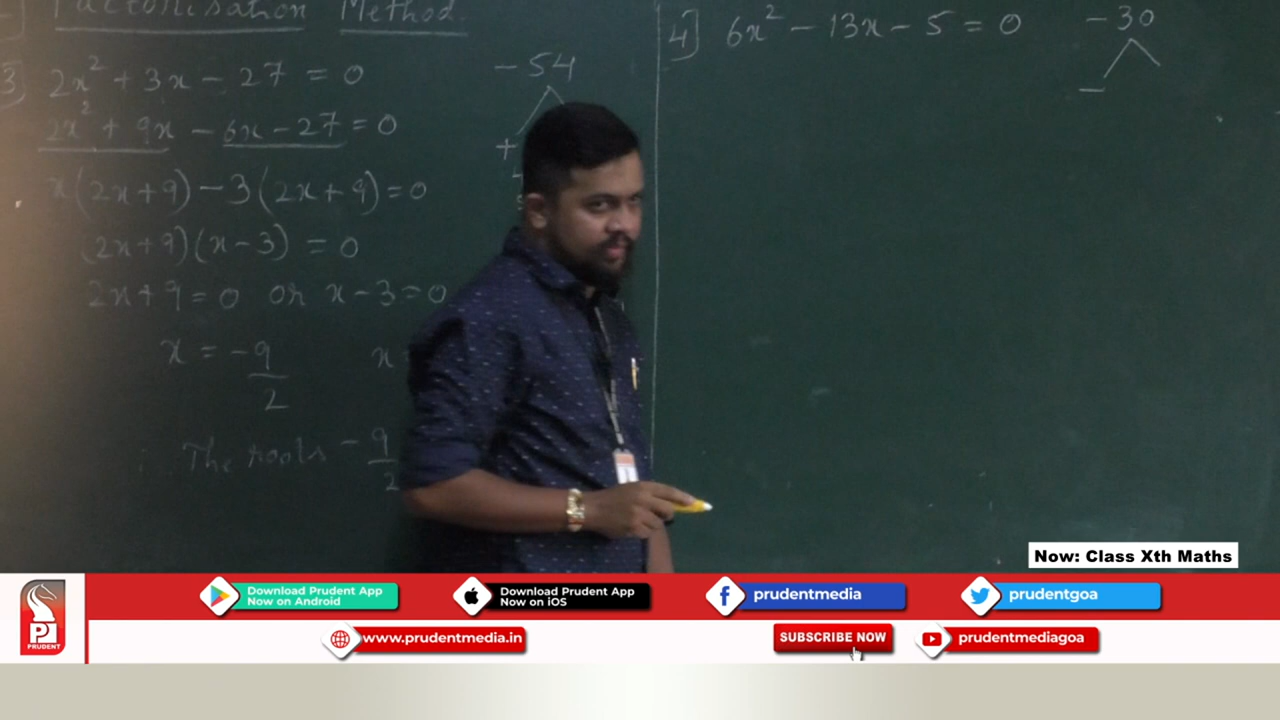 Factorisation Method.
3] 2x² + 3x - 27 = 0
2x² + 9x - 6x - 27 = 0
x(2x+9) - 3(2x+9) = 0
(2x+9)(x-3) = 0
2x+9 = 0 or x-3=0
x = -9/2 x
∴ The roots -9/2
-54
+
4] 6x² - 13x - 5 = 0
-30
-
Now: Class Xth Maths
Download Prudent App
Now on Android
Download Prudent App
Now on iOS
prudentmedia
prudentgoa
PRUDENT
www.prudentmedia.in
SUBSCRIBE NOW
prudentmediagoa